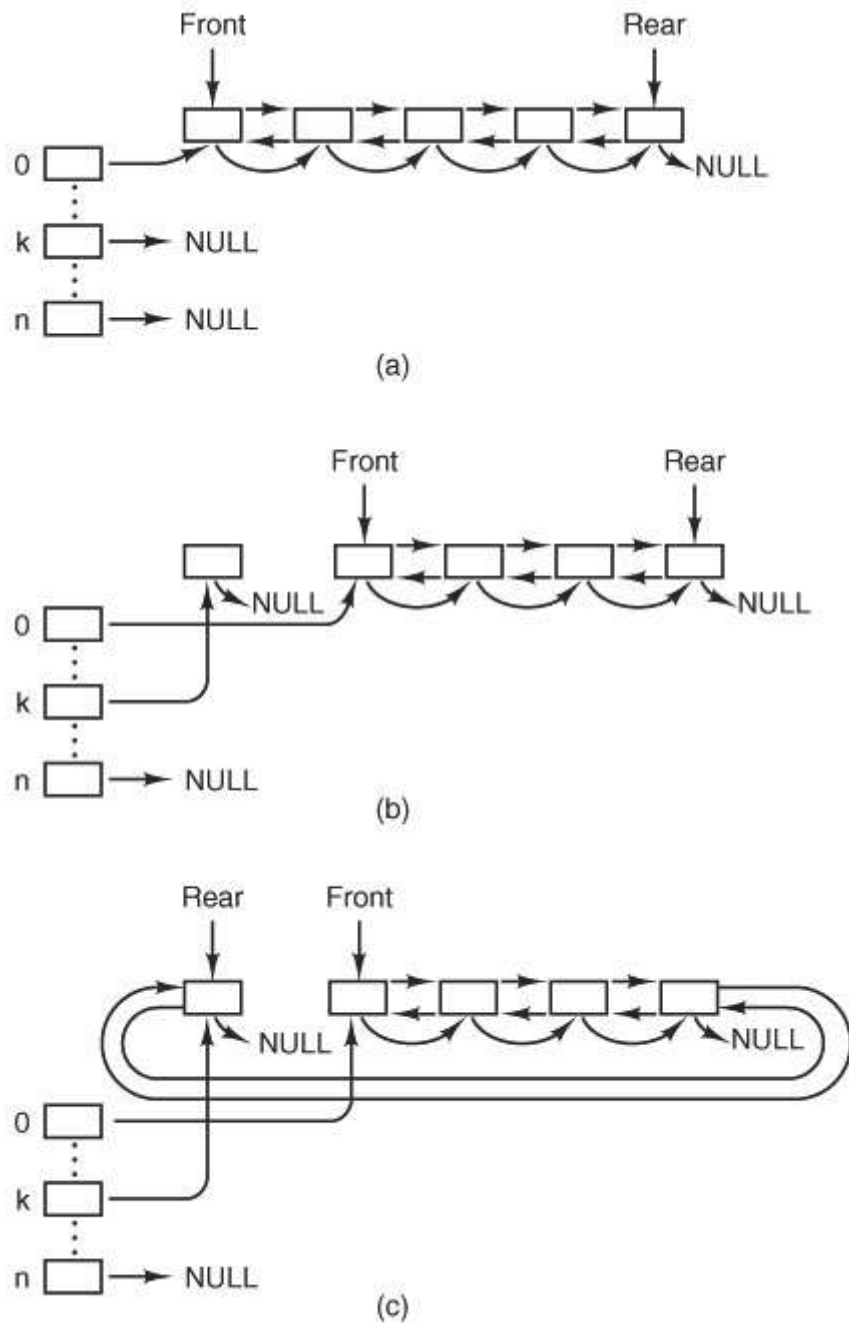 Front Rear
0 NULL
k NULL
n NULL
(a)
Front Rear
NULL NULL
0
k
n NULL
(b)
Rear Front
NULL NULL
0
k
n NULL
(c)